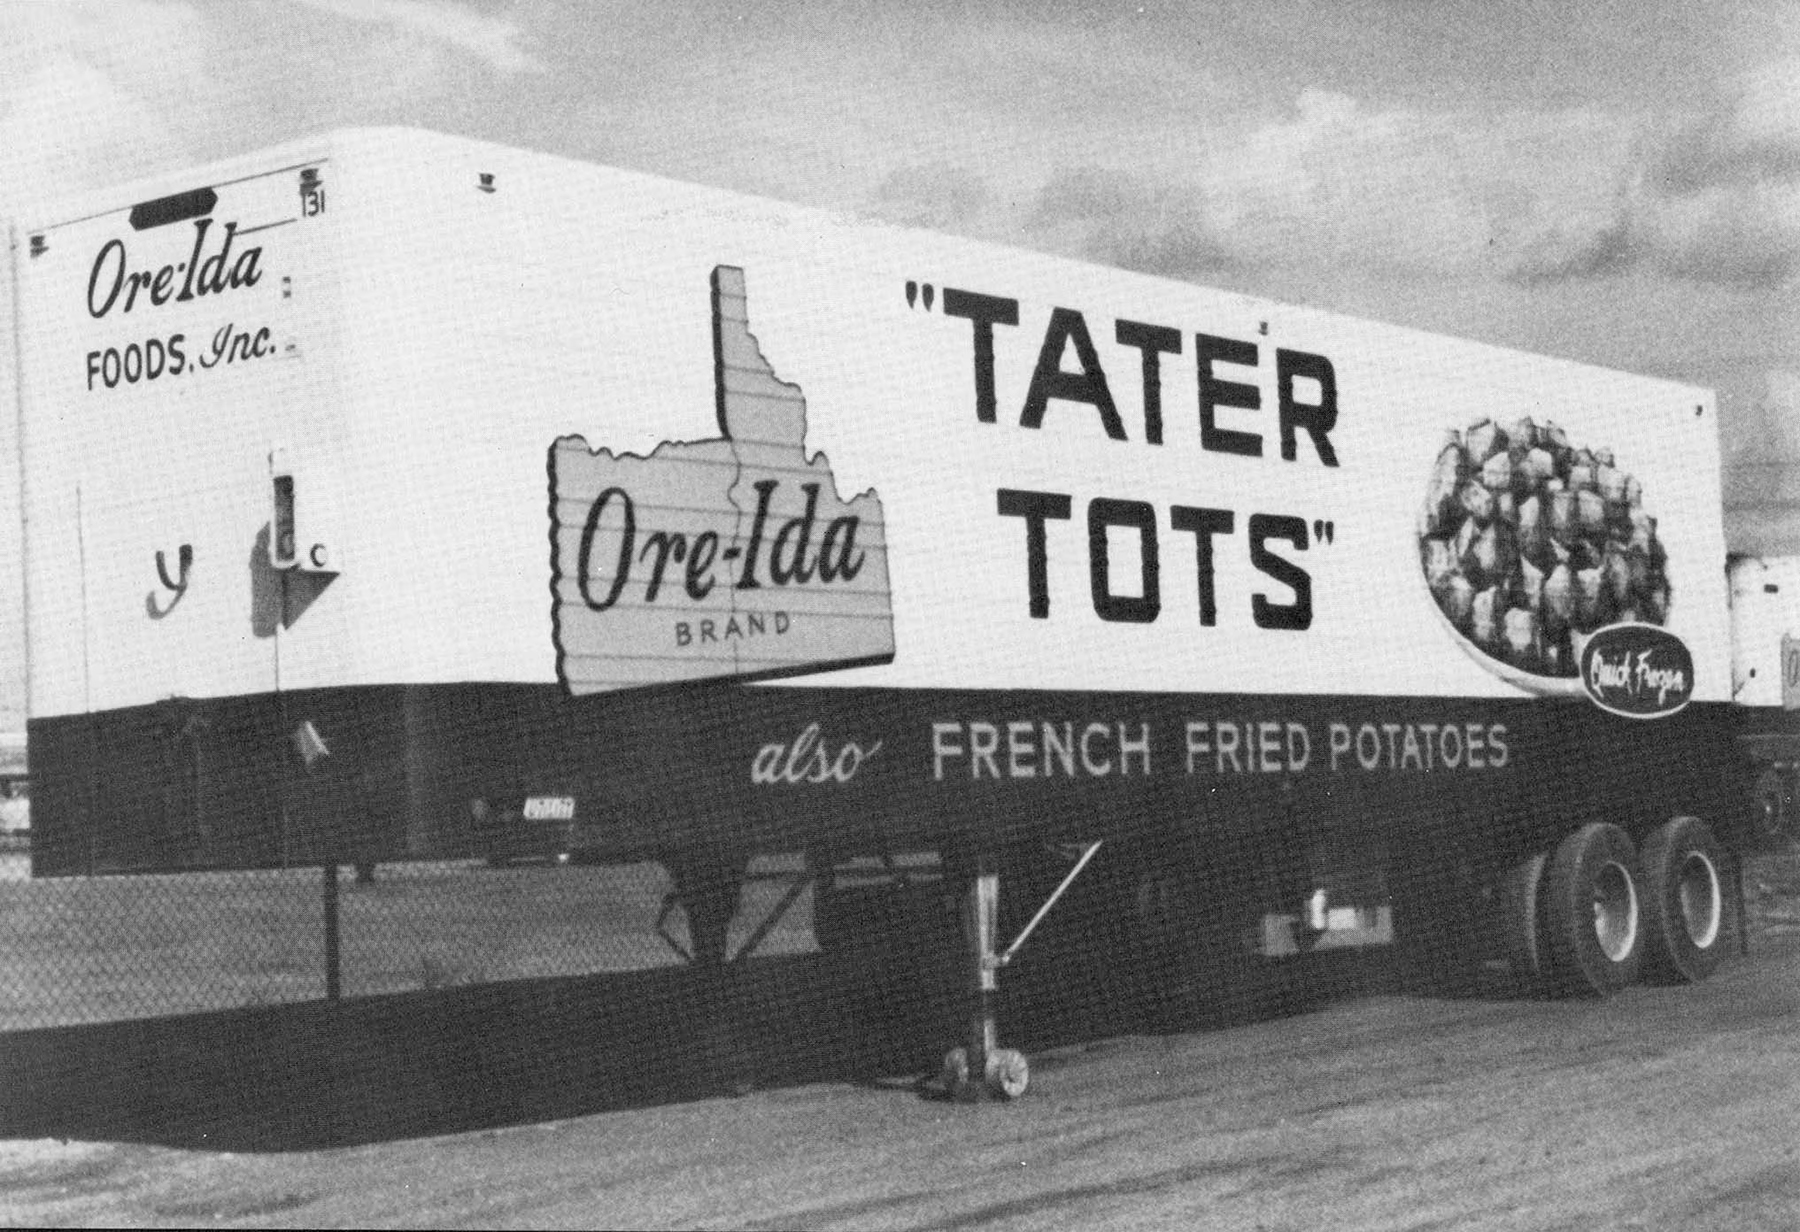 131
Ore-Ida
FOODS, Inc.
Ore-Ida
BRAND
"TATER
TOTS"
Quick Frozen
also FRENCH FRIED POTATOES